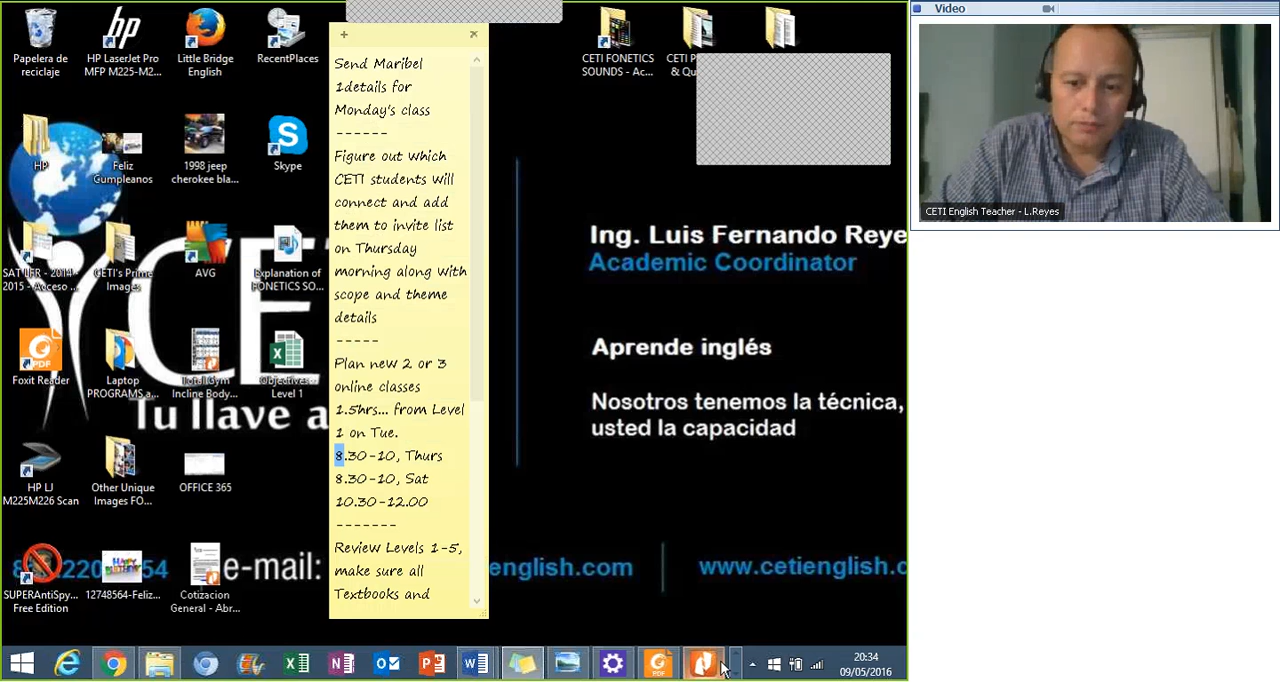 Papelera de
reciclaje
HP LaserJet Pro
MFP M225-M2...
Little Bridge
English
RecentPlaces
HP
Feliz
Cumpleanos
1998 jeep
cherokee bla...
Skype
CETI's Prime
Images
AVG
Explanation of
FONETICS SO...
Foxit Reader
Laptop
PROGRAMS a...
Total Gym
Incline Body...
Objectives -
Level 1
HP LJ
M225M226 Scan
Other Unique
Images FO...
OFFICE 365
SUPERAntiSpy...
Free Edition
12748564-Feliz...
Cotizacion
General - Abr...
Tu llave a
e-mail:
Send Maribel
1details for
Monday's class
------
Figure out which
CETI students will
connect and add
them to invite list
on Thursday
morning along with
scope and theme
details
-----
Plan new 2 or 3
online classes
1.5hrs... from Level
1 on Tue.
8.30-10, Thurs
8.30-10, Sat
10.30-12.00
-------
Review Levels 1-5,
make sure all
Textbooks and
CETI FONETICS
SOUNDS - Ac...
Ing. Luis Fernando Reye
Academic Coordinator
Aprende inglés
Nosotros tenemos la técnica,
usted la capacidad
english.com
www.cetienglish.c
20:34
09/05/2016
Video
CETI English Teacher - L.Reyes